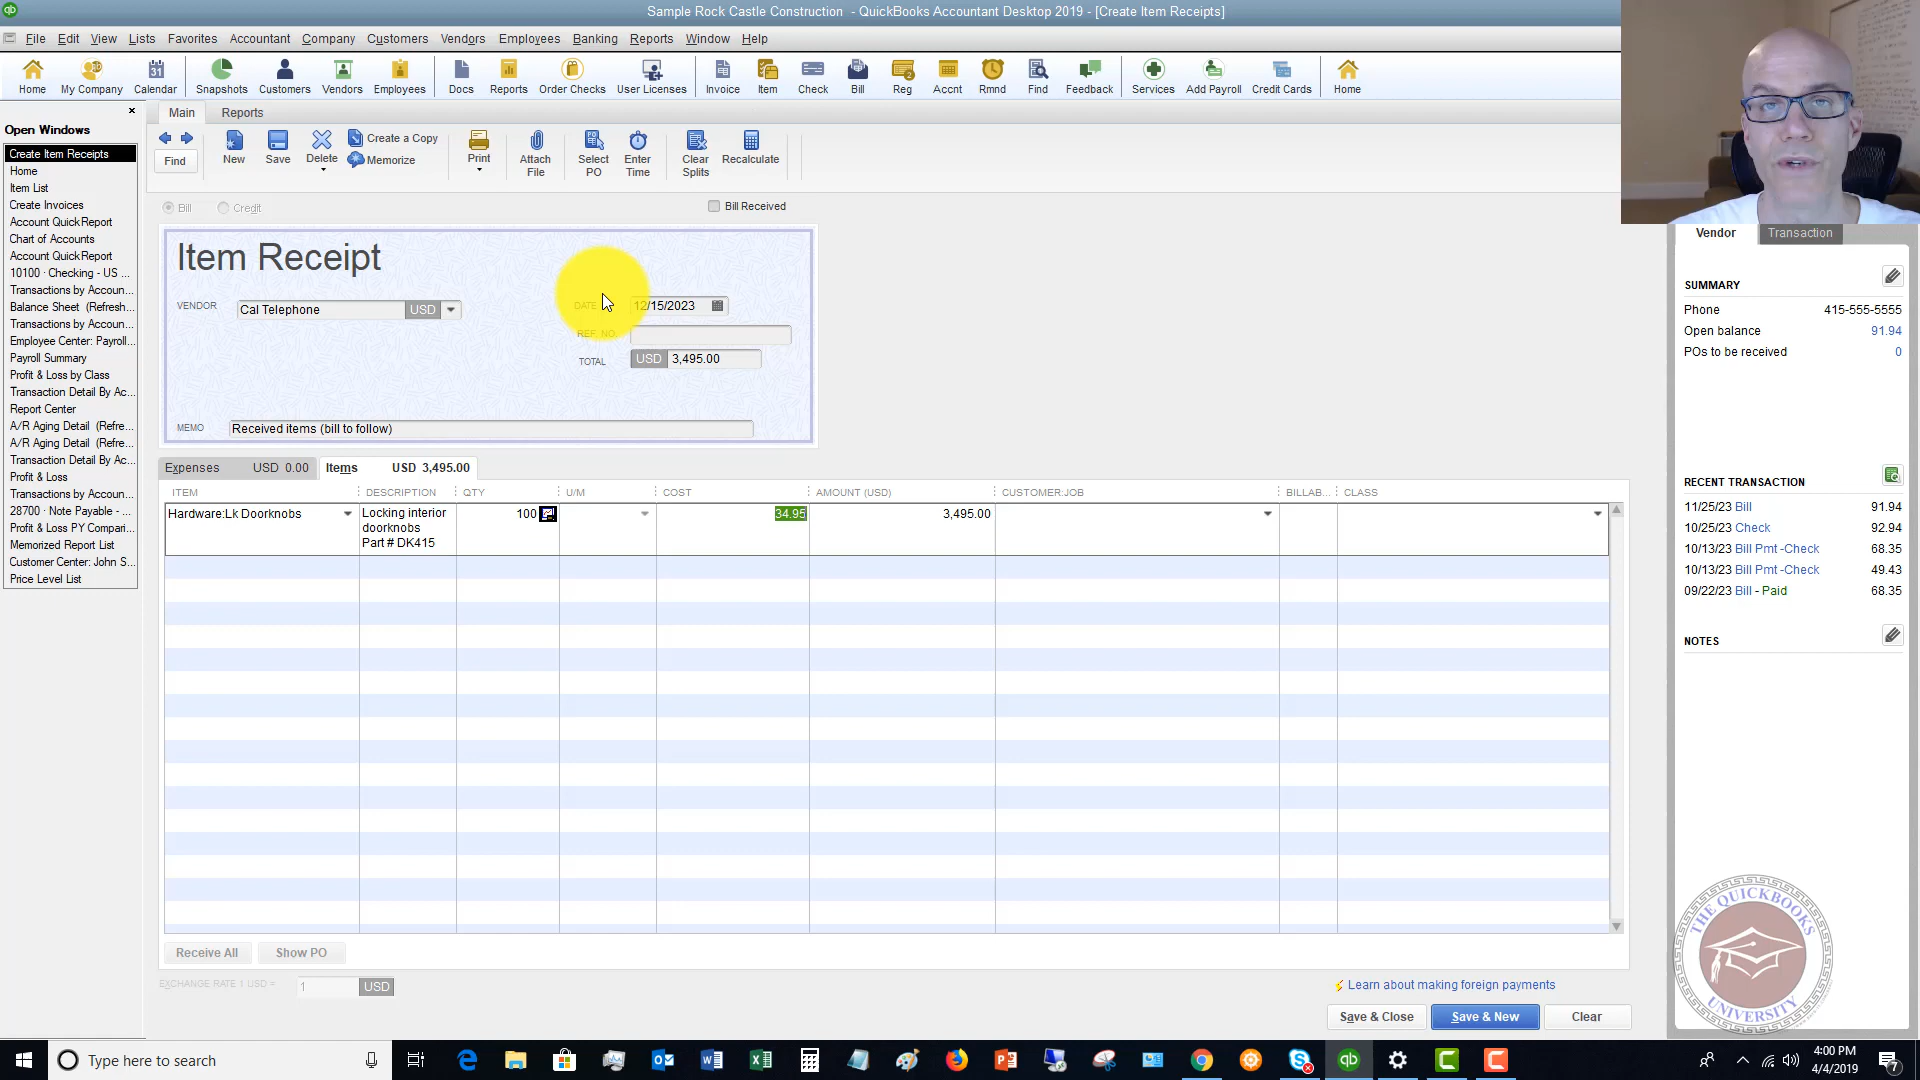 Sample Rock Castle Construction - QuickBooks Accountant Desktop 2019 - [Create Item Receipts]
File Edit View Lists Favorites Accountant Company Customers Vendors Employees Banking Reports Window Help
Home My Company Calendar Snapshots Customers Vendors Employees Docs Reports Order Checks User Licenses Invoice Item Check Bill Reg Accnt Rmnd Find Feedback Services Add Payroll Credit Cards Home
Open Windows
Create Item Receipts
Home
Item List
Create Invoices
Account QuickReport
Chart of Accounts
Account QuickReport
10100 · Checking - US ...
Transactions by Accoun...
Balance Sheet (Refresh...
Transactions by Accoun...
Employee Center: Payroll...
Payroll Summary
Profit & Loss by Class
Transaction Detail By Ac...
Report Center
A/R Aging Detail (Refre...
A/R Aging Detail (Refre...
Transaction Detail By Ac...
Profit & Loss
Transactions by Accoun...
28700 · Note Payable - ...
Profit & Loss PY Compari...
Memorized Report List
Customer Center: John S...
Price Level List
Main Reports
Find
New
Save
Delete
Create a Copy
Memorize
Print
Attach
File
Select
PO
Enter
Time
Clear
Splits
Recalculate
Bill Credit Bill Received
Item Receipt
VENDOR Cal Telephone USD
DATE 12/15/2023
REF. NO.
TOTAL USD 3,495.00
MEMO Received items (bill to follow)
Expenses USD 0.00 Items USD 3,495.00
ITEM DESCRIPTION QTY U/M COST AMOUNT (USD) CUSTOMER:JOB BILLAB... CLASS
Hardware:Lk Doorknobs Locking interior 100 34.95 3,495.00
doorknobs
Part # DK415
Receive All Show PO
EXCHANGE RATE 1 USD = 1 USD
Learn about making foreign payments
Save & Close Save & New Clear
Vendor Transaction
SUMMARY
Phone 415-555-5555
Open balance 91.94
POs to be received 0
RECENT TRANSACTION
11/25/23 Bill 91.94
10/25/23 Check 92.94
10/13/23 Bill Pmt -Check 68.35
10/13/23 Bill Pmt -Check 49.43
09/22/23 Bill - Paid 68.35
NOTES
THE QUICKBOOKS
UNIVERSITY
Type here to search
4:00 PM
4/4/2019
7